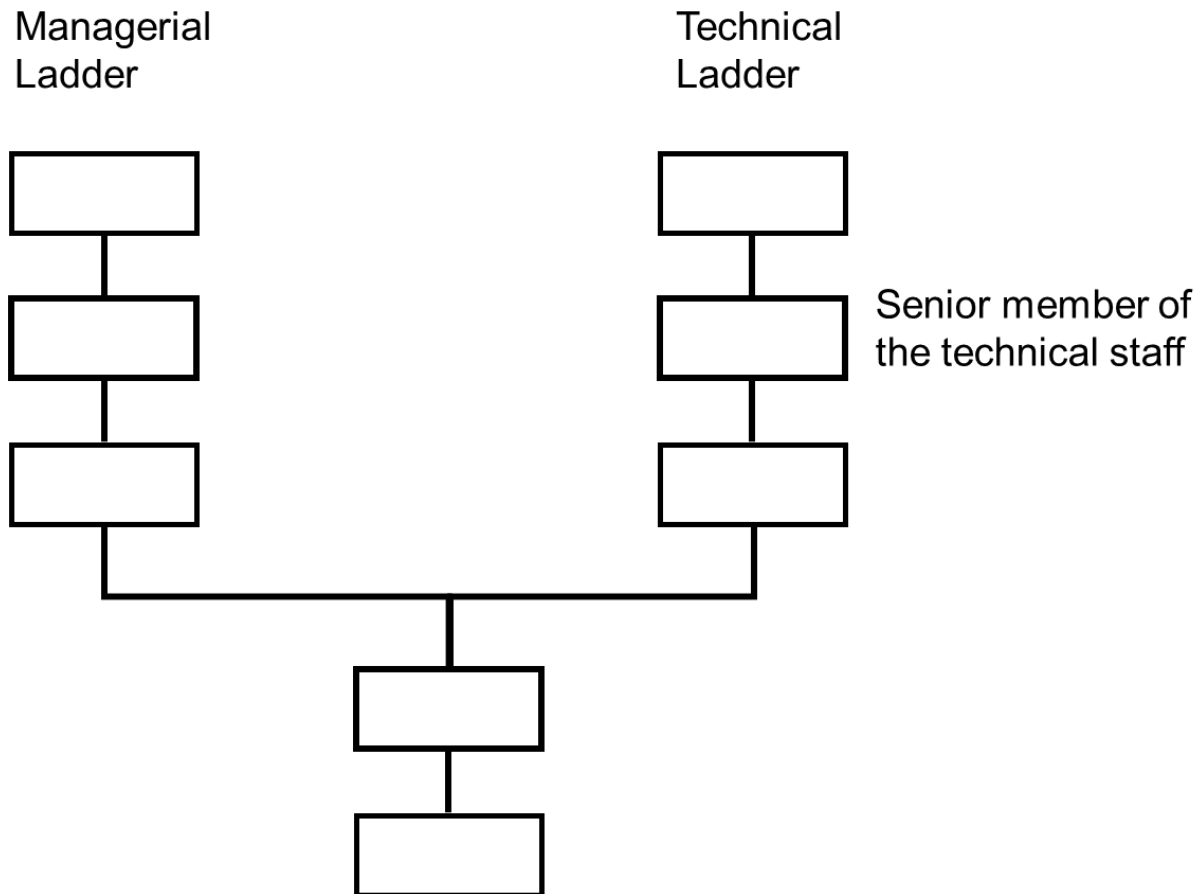 Managerial
Ladder
Technical
Ladder
Senior member of
the technical staff